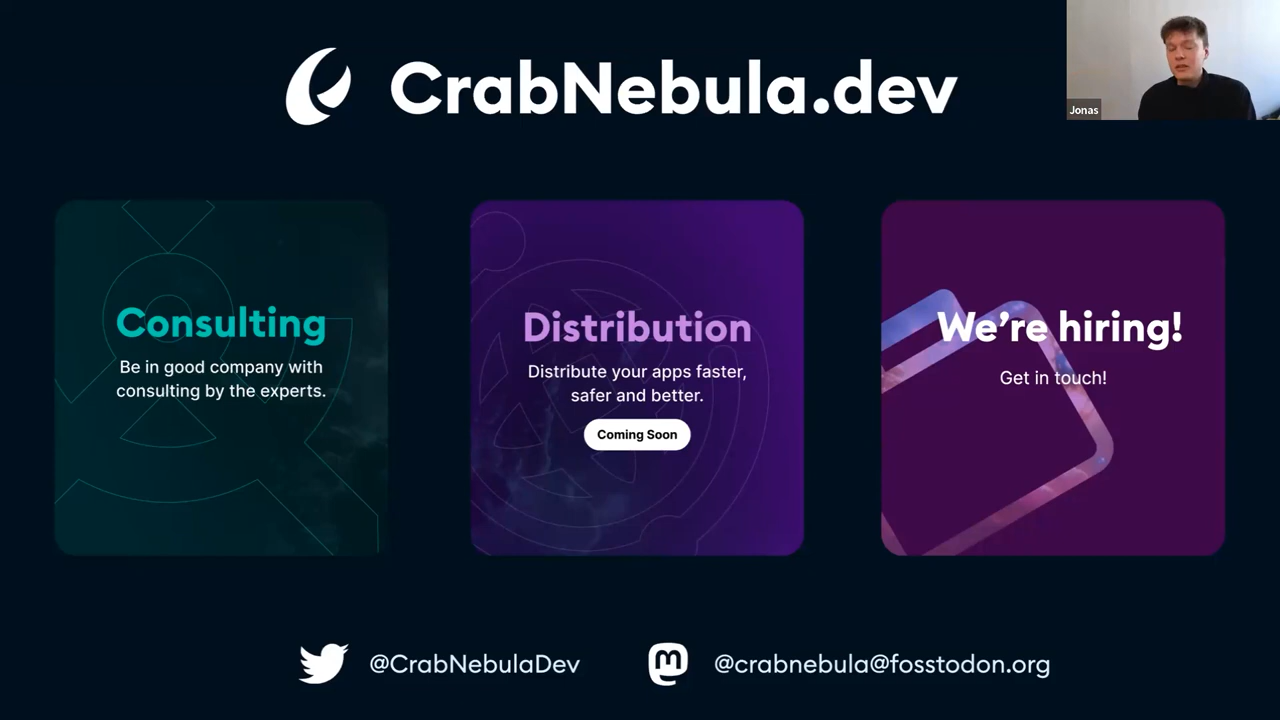 CrabNebula.dev
Jonas
Consulting
Be in good company with
consulting by the experts.
Distribution
Distribute your apps faster,
safer and better.
Coming Soon
We're hiring!
Get in touch!
@CrabNebulaDev
@crabnebula@fosstodon.org